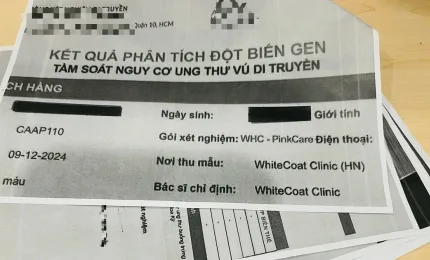 TRUYỀN
Quận 10, HCM
KẾT QUẢ PHÂN TÍCH ĐỘT BIẾN GEN
TẦM SOÁT NGUY CƠ UNG THƯ VÚ DI TRUYỀN
CH HÀNG
Ngày sinh: Giới tính
CAAP110 Gói xét nghiệm: WHC - PinkCare Điện thoại:
09-12-2024 Nơi thu mẫu: WhiteCoat Clinic (HN)
máu Bác sĩ chỉ định: WhiteCoat Clinic